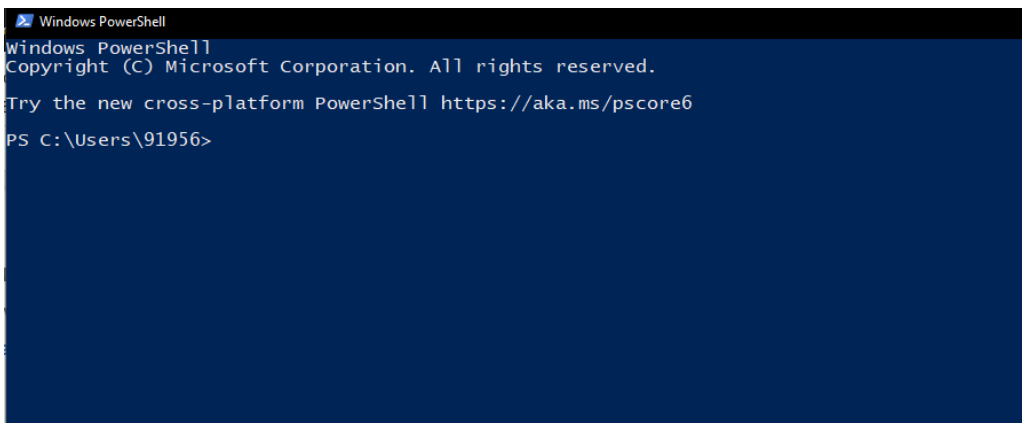 Windows PowerShell
Windows PowerShell
Copyright (C) Microsoft Corporation. All rights reserved.
Try the new cross-platform PowerShell https://aka.ms/pscore6
PS C:\Users\91956>